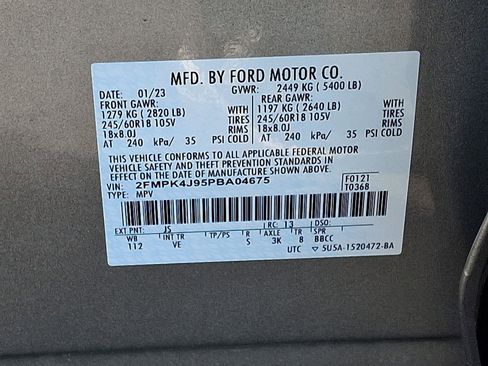 MFD. BY FORD MOTOR CO.
DATE: 01/23 GVWR: 2449 KG ( 5400 LB)
FRONT GAWR: REAR GAWR:
1279 KG ( 2820 LB) WITH 1197 KG ( 2640 LB) WITH
245/60R18 105V TIRES 245/60R18 105V TIRES
18x8.0J RIMS 18x8.0J RIMS
AT 240 kPa/ 35 PSI COLD AT 240 kPa/ 35 PSI COLD
THIS VEHICLE CONFORMS TO ALL APPLICABLE FEDERAL MOTOR
VEHICLE SAFETY AND THEFT PREVENTION STANDARDS IN
EFFECT ON THE DATE OF MANUFACTURE SHOWN ABOVE.
VIN: 2FMPK4J95PBA04675 F0121
TYPE: MPV T0368
EXT PNT: JS RC: 13 DSO:
WB INT TR TP/PS R AXLE TR SPR
112 VE S 3K 8 BBCC
UTC ▽ 5U5A-1520472-BA